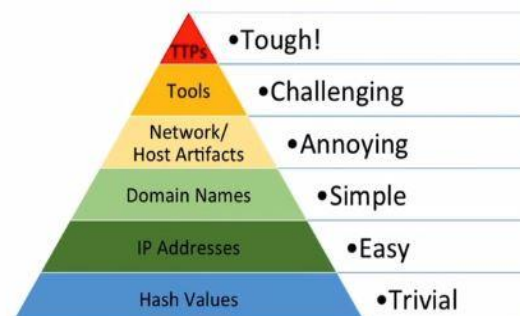 TTPs
•Tough!
Tools
•Challenging
Network/
Host Artifacts
•Annoying
Domain Names
•Simple
IP Addresses
•Easy
Hash Values
•Trivial